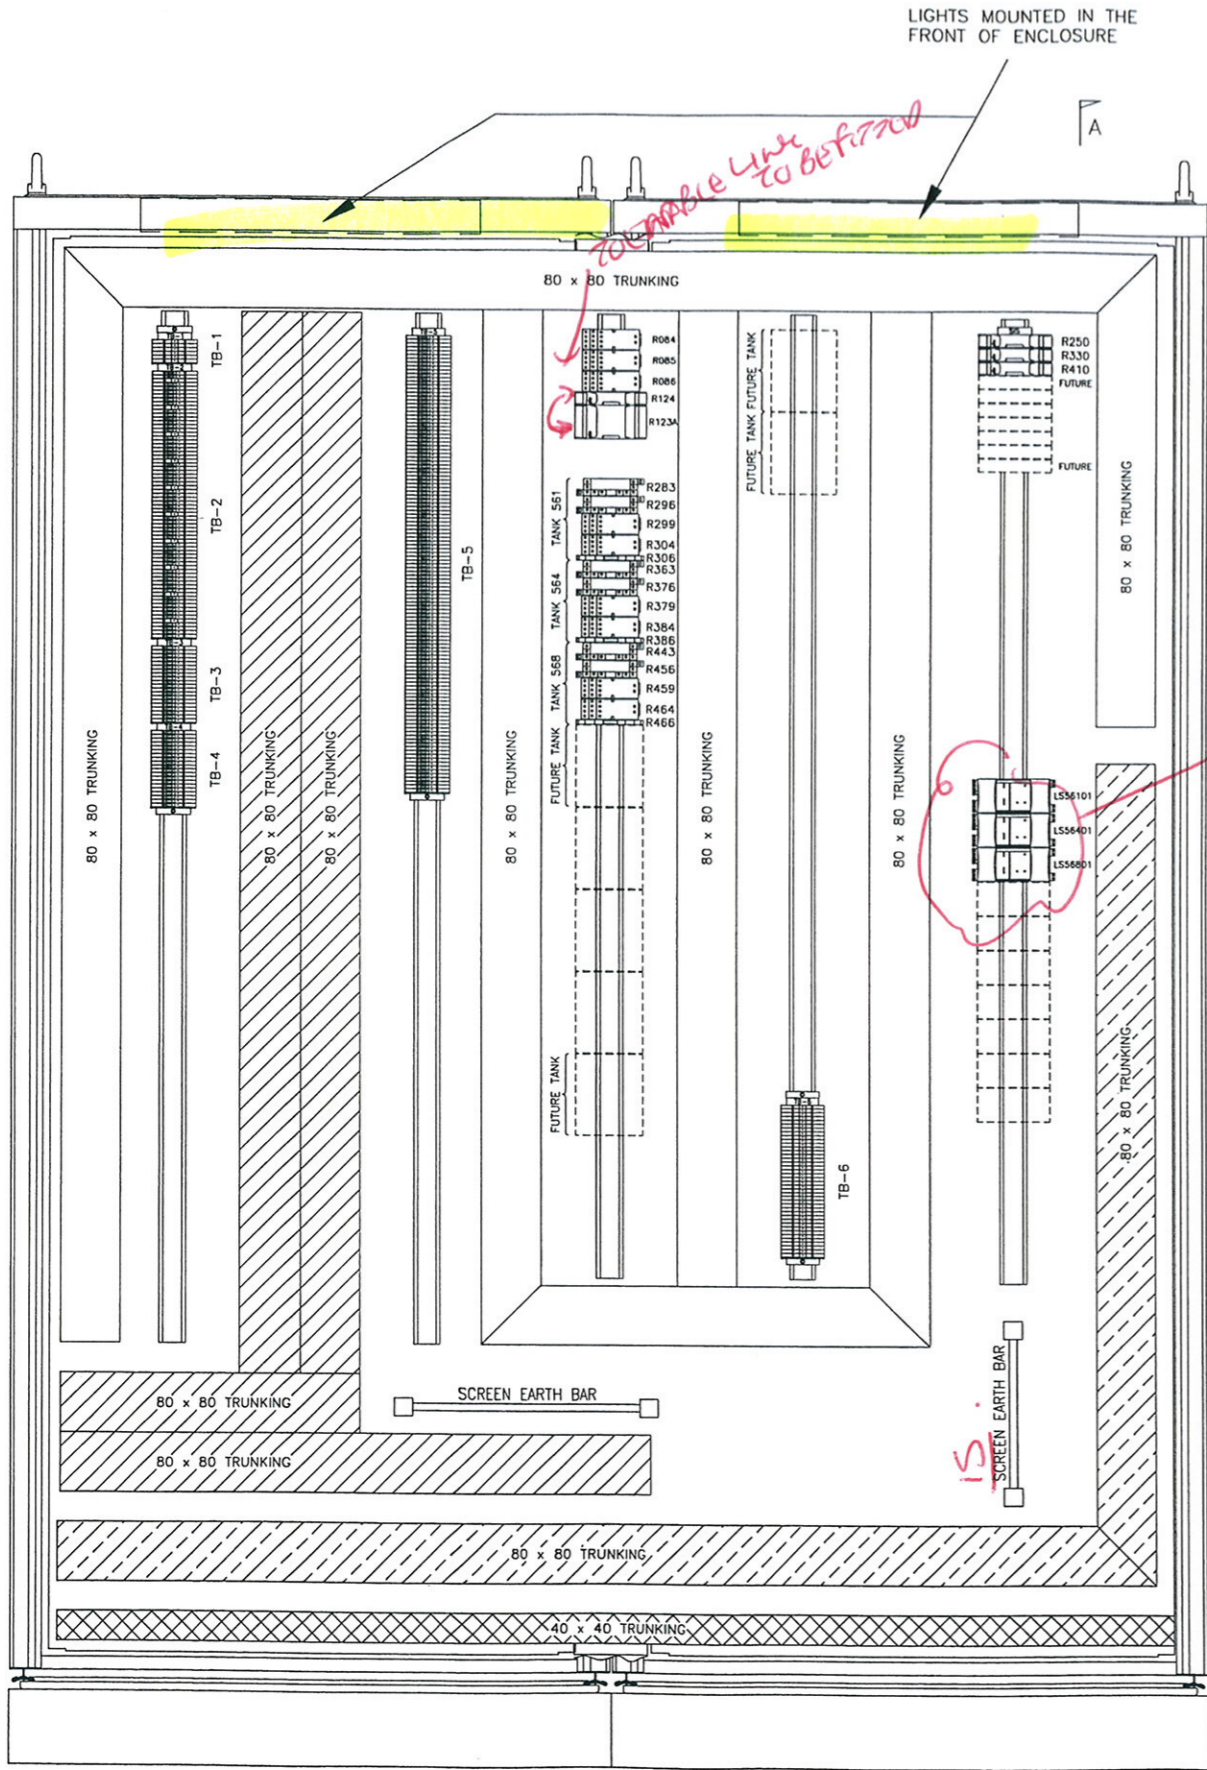 LIGHTS MOUNTED IN THE
FRONT OF ENCLOSURE
A
LINK
TO BE FITTED
80 x 80 TRUNKING
TB-1
TB-2
TB-3
TB-4
80 x 80 TRUNKING
80 x 80 TRUNKING
80 x 80 TRUNKING
TB-5
80 x 80 TRUNKING
R084
R085
R086
R124
R123A
TANK 561
R283
R296
R299
R304
R306
TANK 564
R363
R376
R379
R384
R386
TANK 568
R443
R456
R459
R464
R466
FUTURE TANK
FUTURE TANK
80 x 80 TRUNKING
FUTURE TANK
FUTURE TANK
TB-6
80 x 80 TRUNKING
R250
R330
R410
FUTURE
FUTURE
80 x 80 TRUNKING
LS56101
LS56401
LS56801
80 x 80 TRUNKING
SCREEN EARTH BAR
IS
SCREEN EARTH BAR
80 x 80 TRUNKING
80 x 80 TRUNKING
80 x 80 TRUNKING
40 x 40 TRUNKING